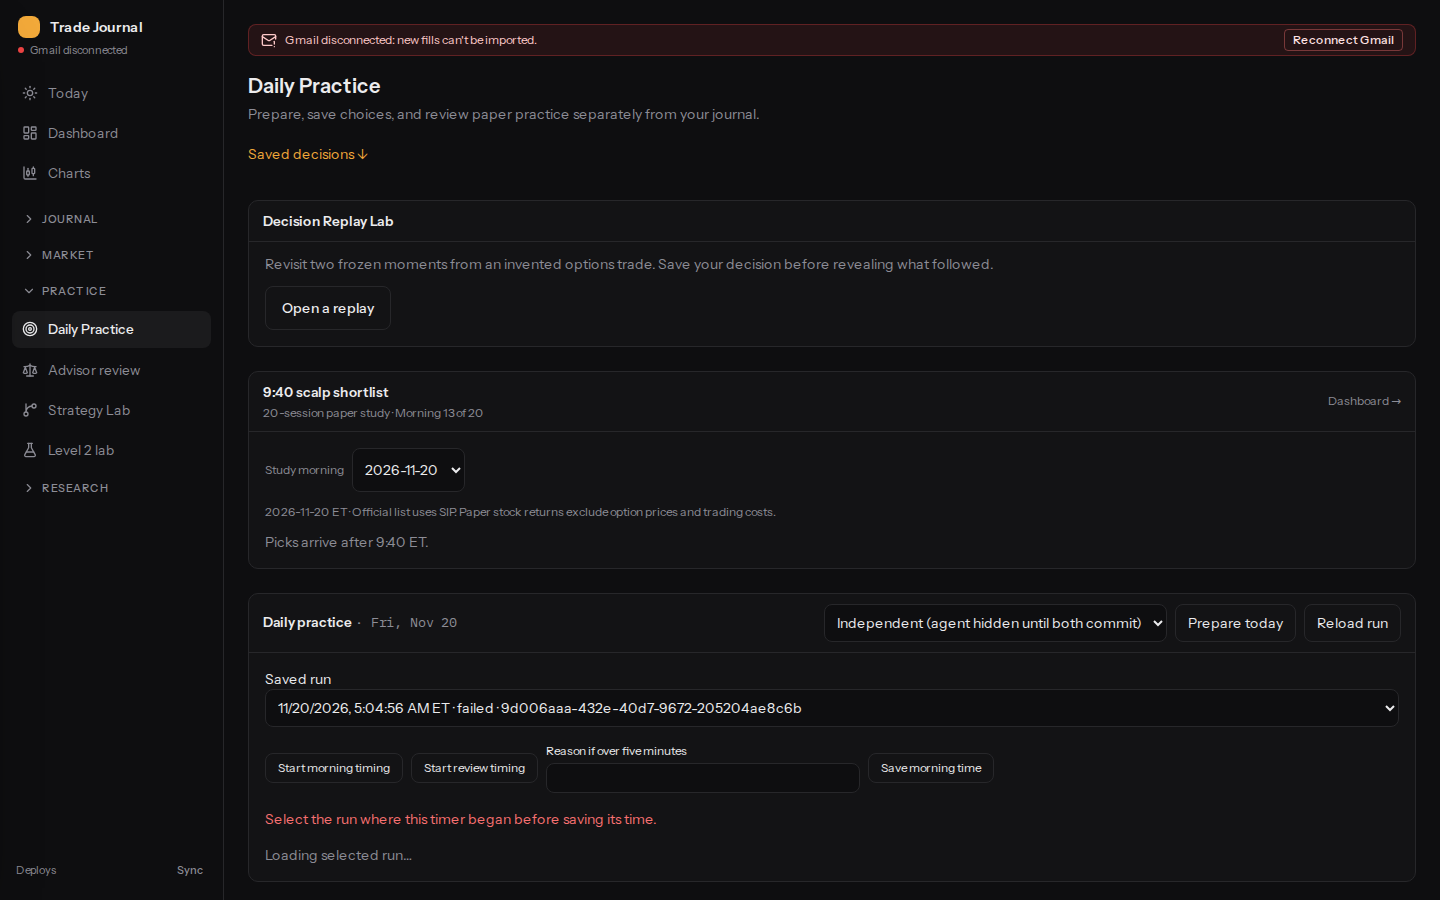 Trade Journal
Gmail disconnected
Today
Dashboard
Charts
JOURNAL
MARKET
PRACTICE
Daily Practice
Advisor review
Strategy Lab
Level 2 lab
RESEARCH
Deploys
Sync
Gmail disconnected: new fills can't be imported.
Reconnect Gmail
Daily Practice
Prepare, save choices, and review paper practice separately from your journal.
Saved decisions ↓
Decision Replay Lab
Revisit two frozen moments from an invented options trade. Save your decision before revealing what followed.
Open a replay
9:40 scalp shortlist
20-session paper study · Morning 13 of 20
Dashboard →
Study morning
2026-11-20
2026-11-20 ET · Official list uses SIP. Paper stock returns exclude option prices and trading costs.
Picks arrive after 9:40 ET.
Daily practice · Fri, Nov 20
Independent (agent hidden until both commit)
Prepare today
Reload run
Saved run
11/20/2026, 5:04:56 AM ET · failed · 9d006aaa-432e-40d7-9672-205204ae8c6b
Start morning timing
Start review timing
Reason if over five minutes
Save morning time
Select the run where this timer began before saving its time.
Loading selected run...